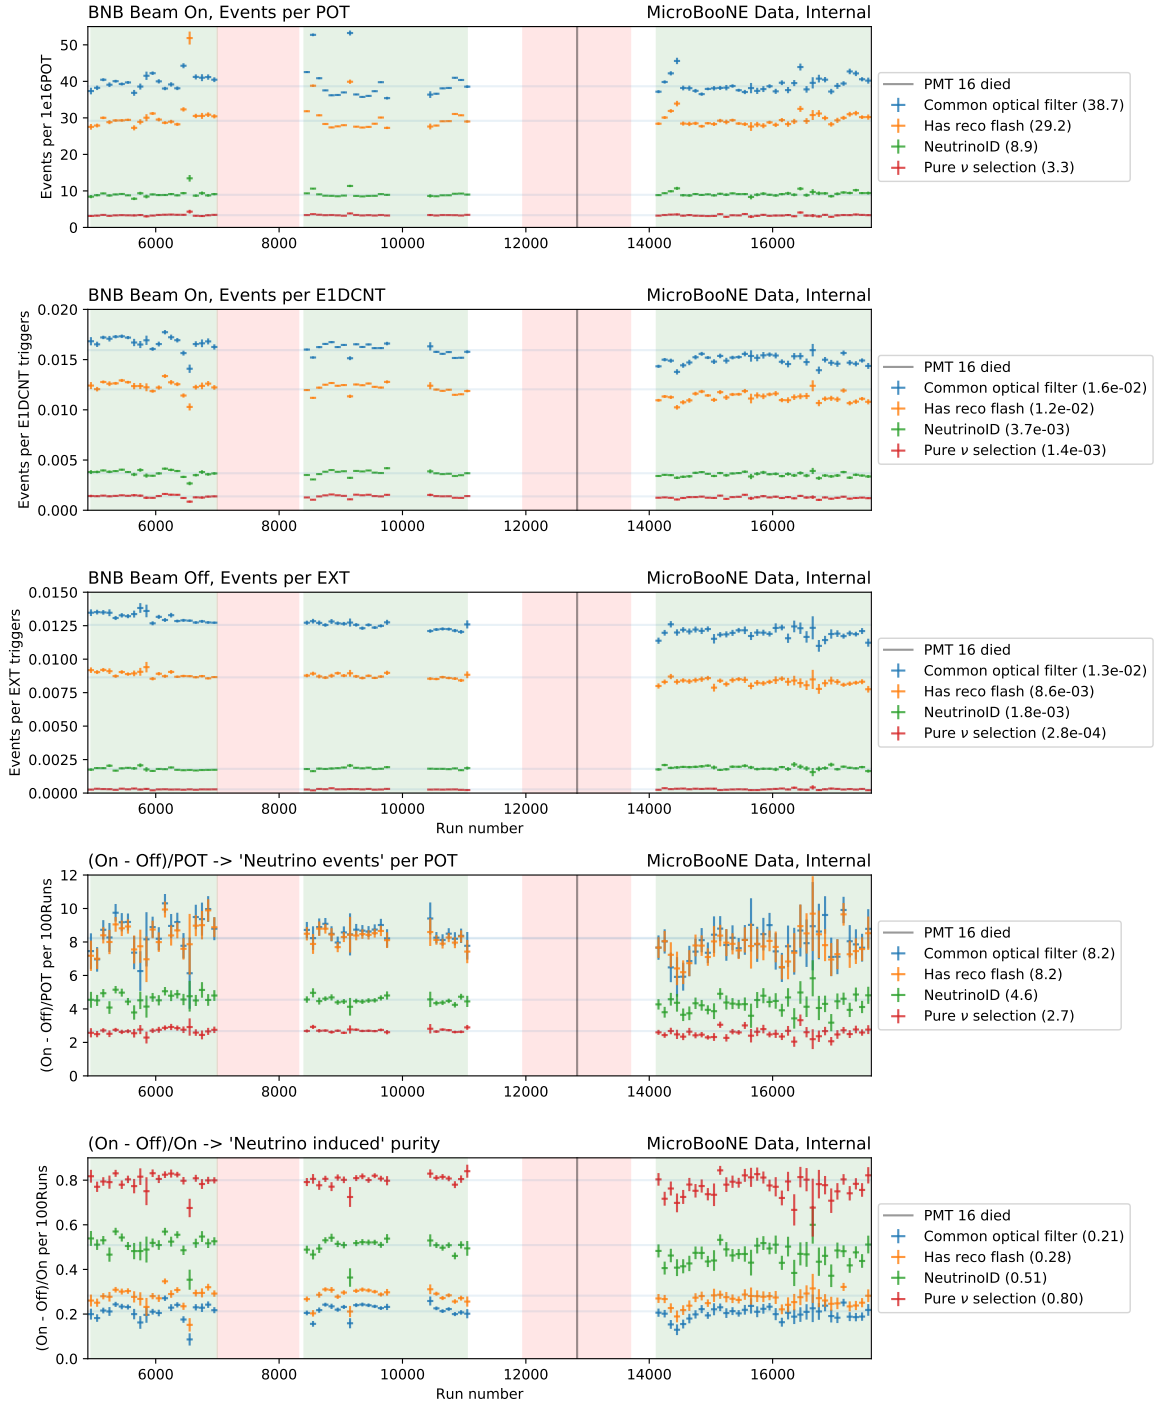 BNB Beam On, Events per POT
MicroBooNE Data, Internal
Events per 1e16POT
50
40
30
20
10
0
6000 8000 10000 12000 14000 16000
PMT 16 died
Common optical filter (38.7)
Has reco flash (29.2)
NeutrinoID (8.9)
Pure ν selection (3.3)
BNB Beam On, Events per E1DCNT
MicroBooNE Data, Internal
Events per E1DCNT triggers
0.020
0.015
0.010
0.005
0.000
6000 8000 10000 12000 14000 16000
PMT 16 died
Common optical filter (1.6e-02)
Has reco flash (1.2e-02)
NeutrinoID (3.7e-03)
Pure ν selection (1.4e-03)
BNB Beam Off, Events per EXT
MicroBooNE Data, Internal
Events per EXT triggers
0.0150
0.0125
0.0100
0.0075
0.0050
0.0025
0.0000
6000 8000 10000 12000 14000 16000
Run number
PMT 16 died
Common optical filter (1.3e-02)
Has reco flash (8.6e-03)
NeutrinoID (1.8e-03)
Pure ν selection (2.8e-04)
(On - Off)/POT -> 'Neutrino events' per POT
MicroBooNE Data, Internal
(On - Off)/POT per 100Runs
12
10
8
6
4
2
0
6000 8000 10000 12000 14000 16000
PMT 16 died
Common optical filter (8.2)
Has reco flash (8.2)
NeutrinoID (4.6)
Pure ν selection (2.7)
(On - Off)/On -> 'Neutrino induced' purity
MicroBooNE Data, Internal
(On - Off)/On per 100Runs
0.8
0.6
0.4
0.2
0.0
6000 8000 10000 12000 14000 16000
Run number
PMT 16 died
Common optical filter (0.21)
Has reco flash (0.28)
NeutrinoID (0.51)
Pure ν selection (0.80)